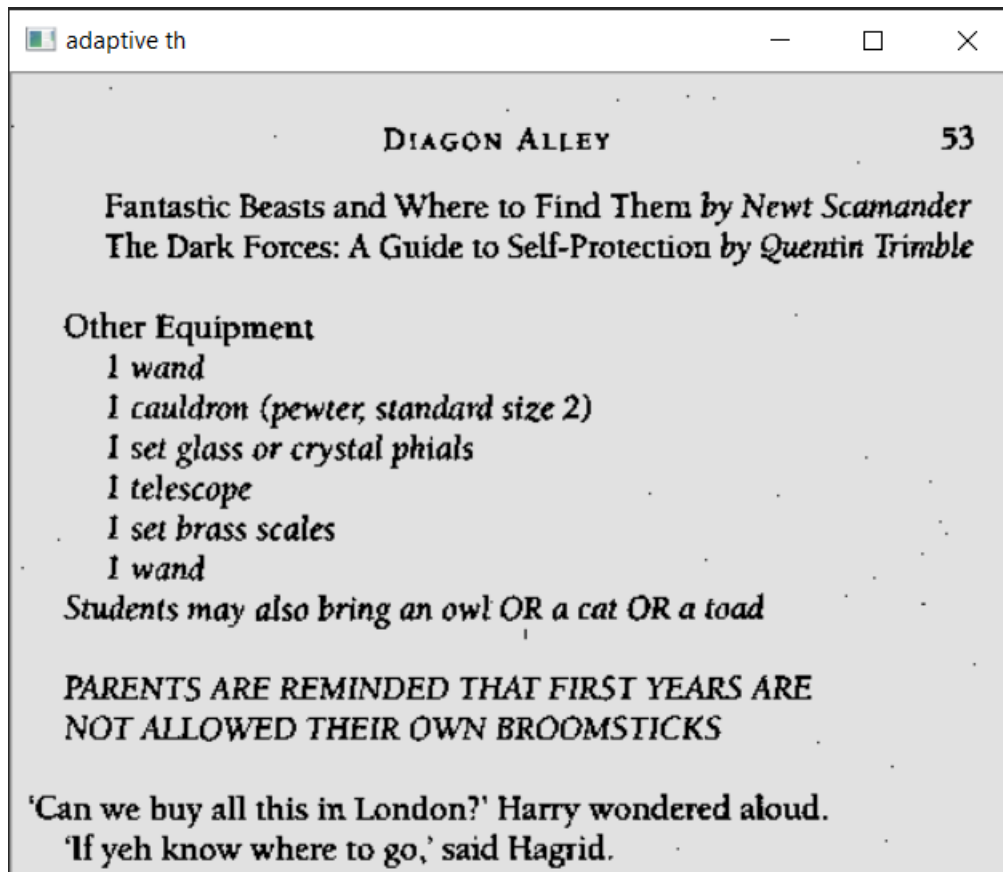 adaptive th
DIAGON ALLEY 53
Fantastic Beasts and Where to Find Them by Newt Scamander
The Dark Forces: A Guide to Self-Protection by Quentin Trimble
Other Equipment
1 wand
1 cauldron (pewter, standard size 2)
1 set glass or crystal phials
1 telescope
1 set brass scales
1 wand
Students may also bring an owl OR a cat OR a toad
PARENTS ARE REMINDED THAT FIRST YEARS ARE
NOT ALLOWED THEIR OWN BROOMSTICKS
‘Can we buy all this in London?’ Harry wondered aloud.
‘If yeh know where to go,’ said Hagrid.